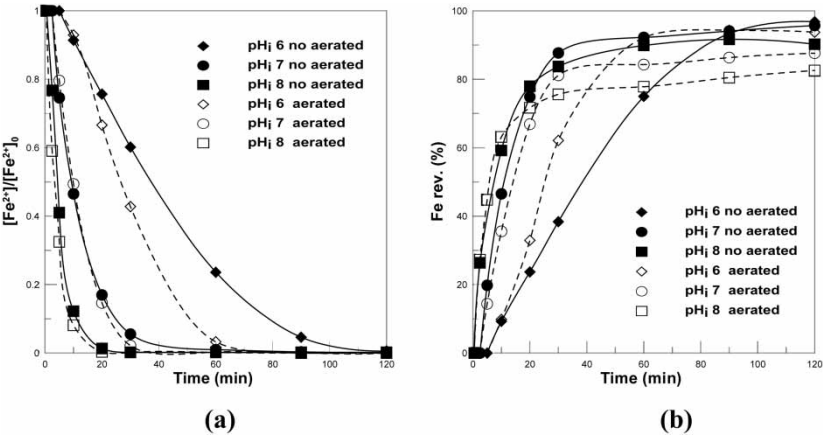 1
0.8
0.6
0.4
0.2
0
[Fe²⁺]/[Fe²⁺]₀
0 20 40 60 80 100 120
Time (min)
pHi 6 no aerated
pHi 7 no aerated
pHi 8 no aerated
pHi 6 aerated
pHi 7 aerated
pHi 8 aerated
(a)
100
80
60
40
20
0
Fe rev. (%)
0 20 40 60 80 100 120
Time (min)
pHi 6 no aerated
pHi 7 no aerated
pHi 8 no aerated
pHi 6 aerated
pHi 7 aerated
pHi 8 aerated
(b)